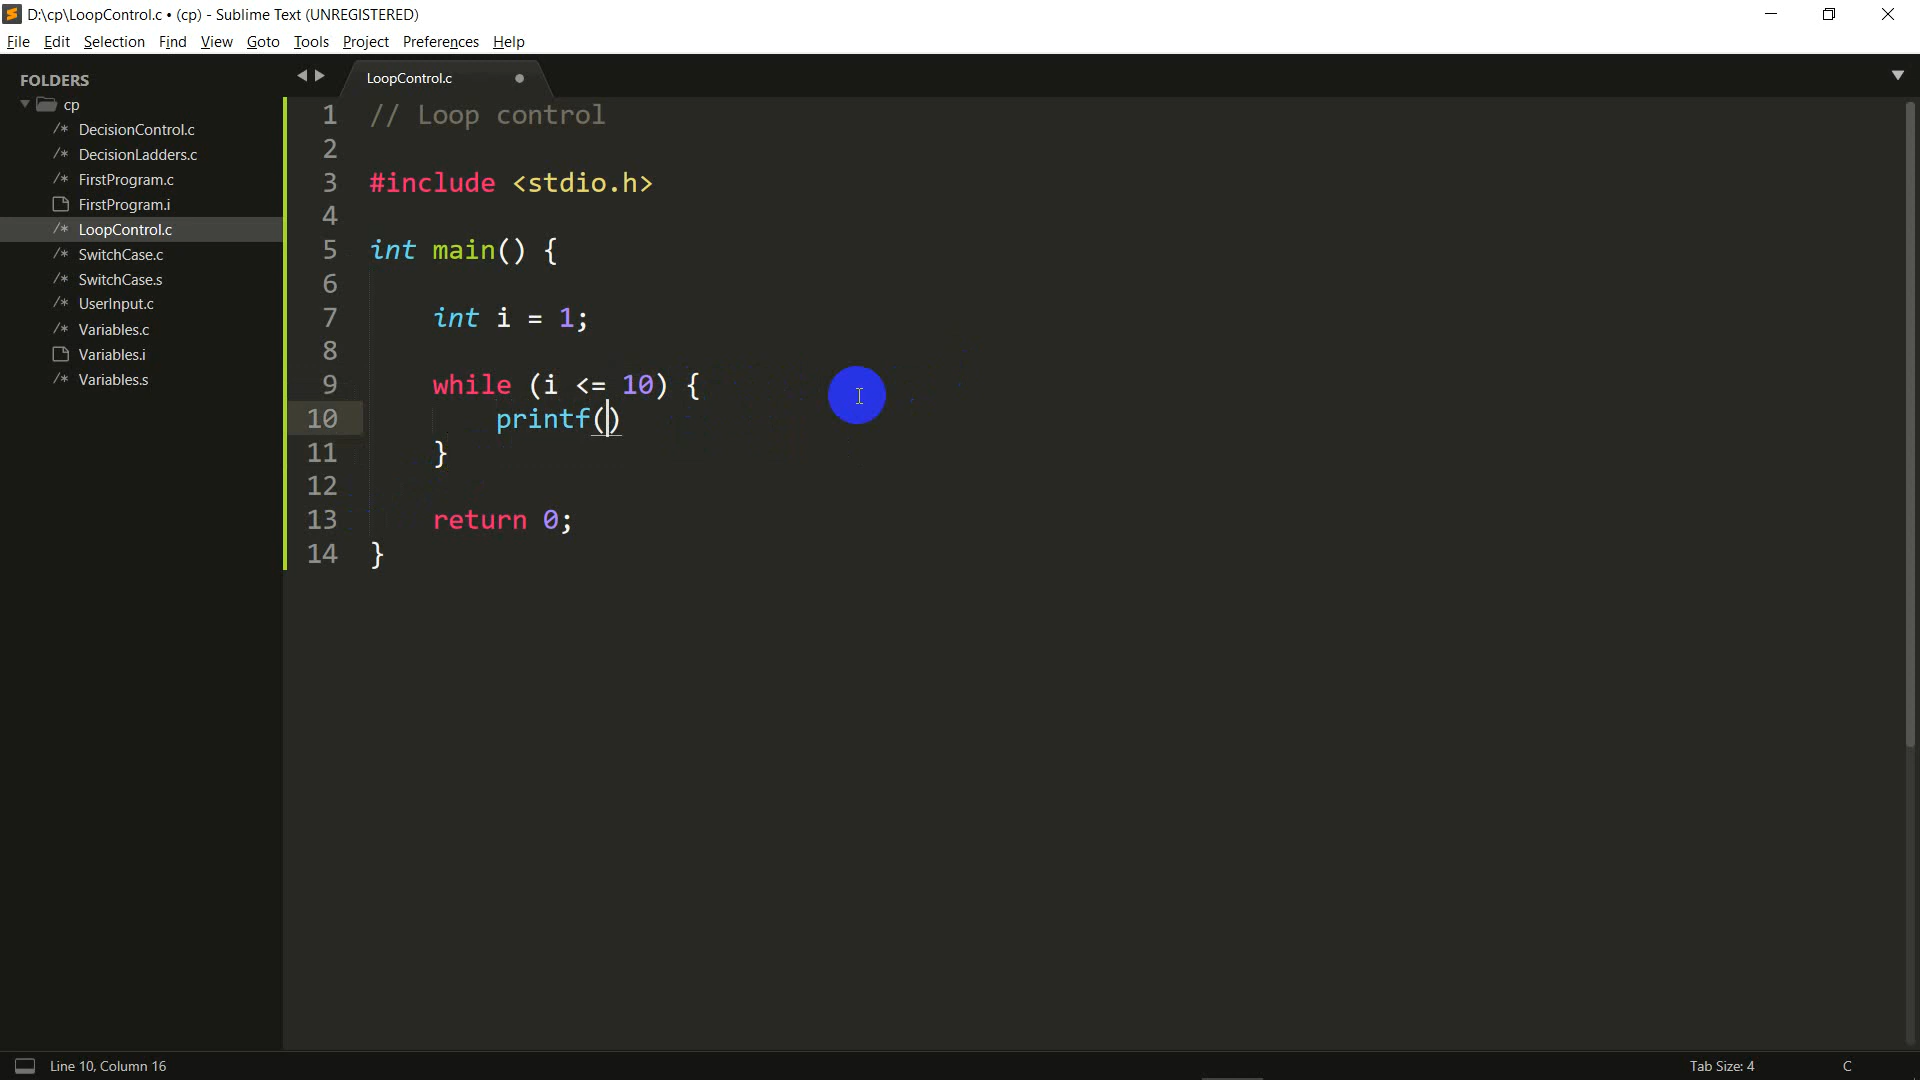 D:\cp\LoopControl.c • (cp) - Sublime Text (UNREGISTERED)
File Edit Selection Find View Goto Tools Project Preferences Help
FOLDERS
cp
/* DecisionControl.c
/* DecisionLadders.c
/* FirstProgram.c
FirstProgram.i
/* LoopControl.c
/* SwitchCase.c
/* SwitchCase.s
/* UserInput.c
/* Variables.c
Variables.i
/* Variables.s
LoopControl.c
1 // Loop control
2
3 #include <stdio.h>
4
5 int main() {
6
7     int i = 1;
8
9     while (i <= 10) {
10         printf()
11     }
12
13     return 0;
14 }
Line 10, Column 16
Tab Size: 4
C